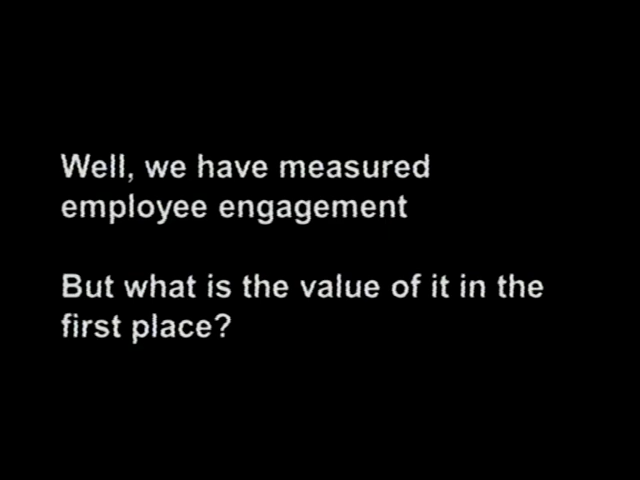 Well, we have measured
employee engagement
But what is the value of it in the
first place?